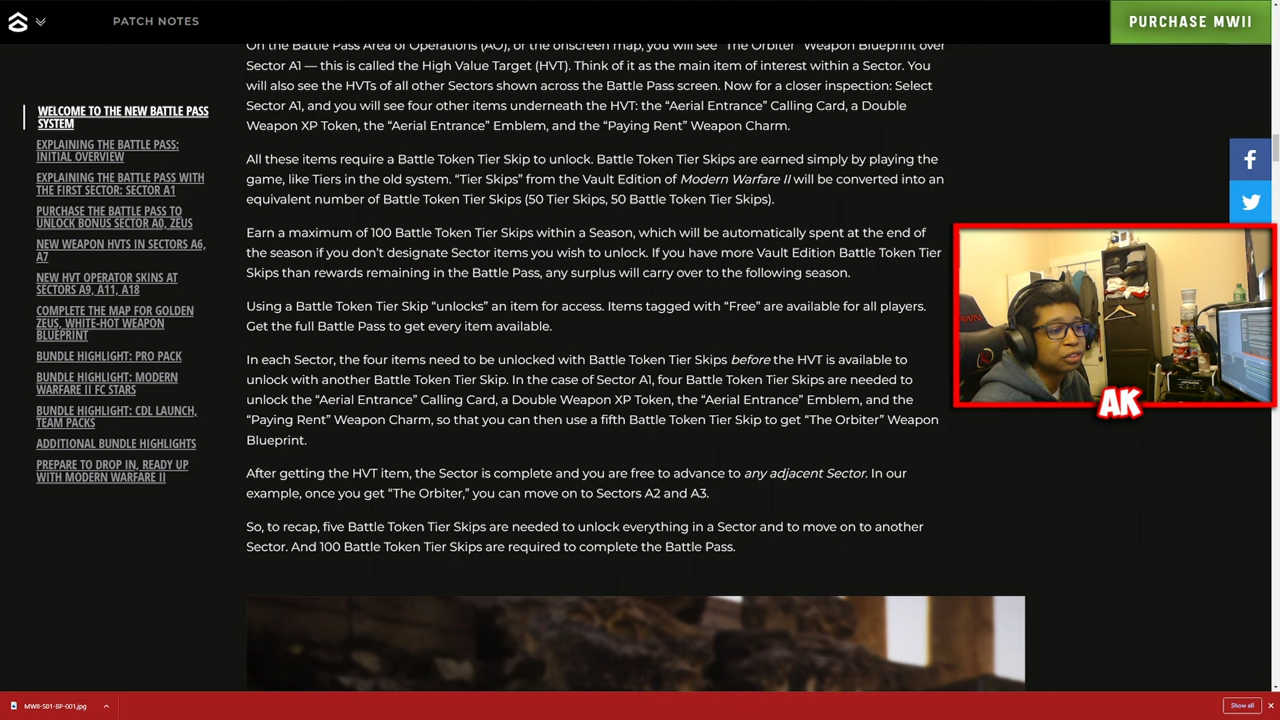 PATCH NOTES
PURCHASE MWII
WELCOME TO THE NEW BATTLE PASS
SYSTEM
EXPLAINING THE BATTLE PASS:
INITIAL OVERVIEW
EXPLAINING THE BATTLE PASS WITH
THE FIRST SECTOR: SECTOR A1
PURCHASE THE BATTLE PASS TO
UNLOCK BONUS SECTOR A0, ZEUS
NEW WEAPON HVTS IN SECTORS A6,
A7
NEW HVT OPERATOR SKINS AT
SECTORS A9, A11, A18
COMPLETE THE MAP FOR GOLDEN
ZEUS, WHITE-HOT WEAPON
BLUEPRINT
BUNDLE HIGHLIGHT: PRO PACK
BUNDLE HIGHLIGHT: MODERN
WARFARE II FC STARS
BUNDLE HIGHLIGHT: CDL LAUNCH,
TEAM PACKS
ADDITIONAL BUNDLE HIGHLIGHTS
PREPARE TO DROP IN, READY UP
WITH MODERN WARFARE II
On the Battle Pass Area of Operations (AO), or the onscreen map, you will see “The Orbiter” Weapon Blueprint over
Sector A1 — this is called the High Value Target (HVT). Think of it as the main item of interest within a Sector. You
will also see the HVTs of all other Sectors shown across the Battle Pass screen. Now for a closer inspection: Select
Sector A1, and you will see four other items underneath the HVT: the “Aerial Entrance” Calling Card, a Double
Weapon XP Token, the “Aerial Entrance” Emblem, and the “Paying Rent” Weapon Charm.
All these items require a Battle Token Tier Skip to unlock. Battle Token Tier Skips are earned simply by playing the
game, like Tiers in the old system. “Tier Skips” from the Vault Edition of Modern Warfare II will be converted into an
equivalent number of Battle Token Tier Skips (50 Tier Skips, 50 Battle Token Tier Skips).
Earn a maximum of 100 Battle Token Tier Skips within a Season, which will be automatically spent at the end of
the season if you don’t designate Sector items you wish to unlock. If you have more Vault Edition Battle Token Tier
Skips than rewards remaining in the Battle Pass, any surplus will carry over to the following season.
Using a Battle Token Tier Skip “unlocks” an item for access. Items tagged with “Free” are available for all players.
Get the full Battle Pass to get every item available.
In each Sector, the four items need to be unlocked with Battle Token Tier Skips before the HVT is available to
unlock with another Battle Token Tier Skip. In the case of Sector A1, four Battle Token Tier Skips are needed to
unlock the “Aerial Entrance” Calling Card, a Double Weapon XP Token, the “Aerial Entrance” Emblem, and the
“Paying Rent” Weapon Charm, so that you can then use a fifth Battle Token Tier Skip to get “The Orbiter” Weapon
Blueprint.
After getting the HVT item, the Sector is complete and you are free to advance to any adjacent Sector. In our
example, once you get “The Orbiter,” you can move on to Sectors A2 and A3.
So, to recap, five Battle Token Tier Skips are needed to unlock everything in a Sector and to move on to another
Sector. And 100 Battle Token Tier Skips are required to complete the Battle Pass.
AK
MWII-S01-BP-001.jpg
Show all